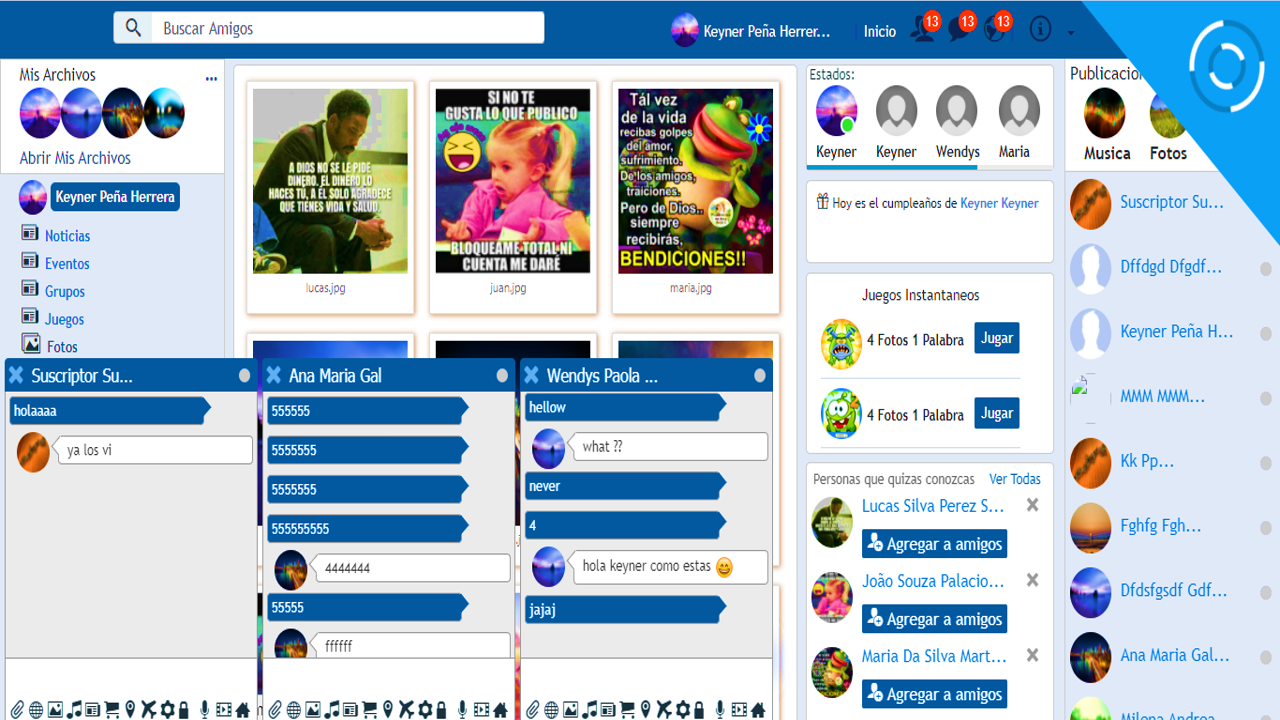 Buscar Amigos
Keyner Peña Herrer...
Inicio
13
13
13
Mis Archivos
...
Abrir Mis Archivos
Keyner Peña Herrera
Noticias
Eventos
Grupos
Juegos
Fotos
A DIOS NO SE LE PIDE
DINERO. EL DINERO LO
HACES TÚ, A ÉL SOLO AGRADECE
QUE TIENES VIDA Y SALUD.
lucas.jpg
SI NO TE
GUSTA LO QUE PUBLICO
BLOQUEAME TOTAL NI
CUENTA ME DARÉ
juan.jpg
Tál vez
de la vida
recibas golpes
del amor,
sufrimiento.
De los amigos,
traiciones.
Pero de Dios..
siempre
recibirás,
BENDICIONES!!
maria.jpg
Estados:
Keyner
Keyner
Wendys
Maria
Hoy es el cumpleaños de Keyner Keyner
Juegos Instantaneos
4 Fotos 1 Palabra
Jugar
4 Fotos 1 Palabra
Jugar
Personas que quizas conozcas
Ver Todas
Lucas Silva Perez S...
Agregar a amigos
João Souza Palacio...
Agregar a amigos
Maria Da Silva Mart...
Agregar a amigos
Musica
Fotos
Suscriptor Su...
Dffdgd Dfgdf...
Keyner Peña H...
MMM MMM...
Kk Pp...
Fghfg Fgh...
Dfdsfgsdf Gdf...
Ana Maria Gal...
Milena Andrea
Suscriptor Su...
holaaaa
ya los vi
Ana Maria Gal
555555
5555555
5555555
555555555
4444444
55555
ffffff
Wendys Paola ...
hellow
what ??
never
4
hola keyner como estas
jajaj